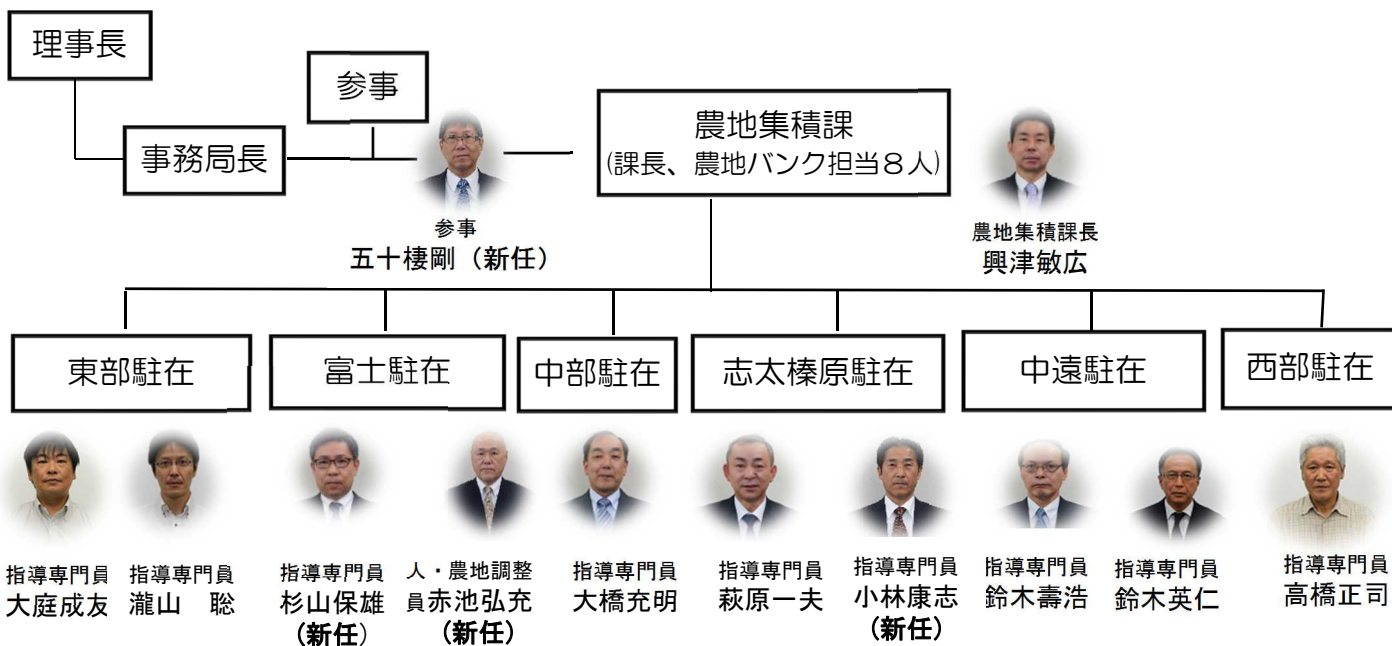 理事長
参事
事務局長
農地集積課
(課長、農地バンク担当８人)
参事
五十棲剛（新任）
農地集積課長
興津敏広
東部駐在
富士駐在
中部駐在
志太榛原駐在
中遠駐在
西部駐在
指導専門員
大庭成友
指導専門員
瀧山　聡
指導専門員
杉山保雄
（新任）
人・農地調整
員赤池弘充
（新任）
指導専門員
大橋充明
指導専門員
萩原一夫
指導専門員
小林康志
（新任）
指導専門員
鈴木壽浩
指導専門員
鈴木英仁
指導専門員
高橋正司